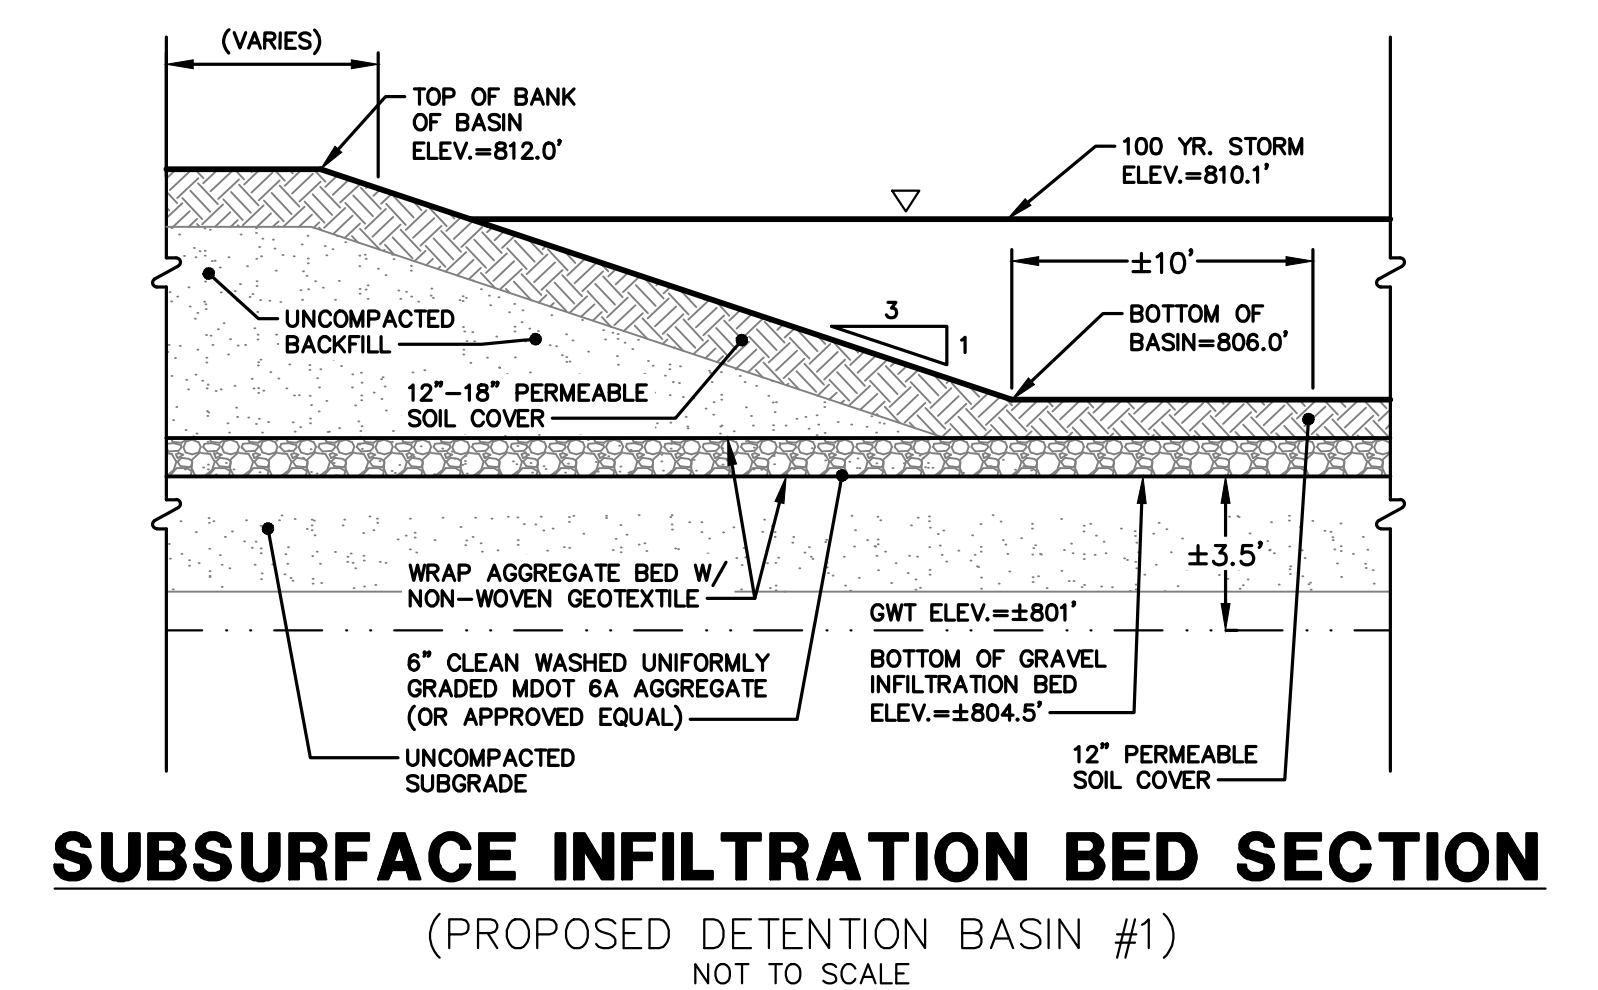 (VARIES)
TOP OF BANK
OF BASIN
ELEV.=812.0'
100 YR. STORM
ELEV.=810.1'
±10'
3
1
BOTTOM OF
BASIN=806.0'
UNCOMPACTED
BACKFILL
12"-18" PERMEABLE
SOIL COVER
±3.5'
WRAP AGGREGATE BED W/
NON-WOVEN GEOTEXTILE
GWT ELEV.=±801'
6" CLEAN WASHED UNIFORMLY
GRADED MDOT 6A AGGREGATE
(OR APPROVED EQUAL)
BOTTOM OF GRAVEL
INFILTRATION BED
ELEV.=±804.5'
UNCOMPACTED
SUBGRADE
12" PERMEABLE
SOIL COVER
SUBSURFACE INFILTRATION BED SECTION
(PROPOSED DETENTION BASIN #1)
NOT TO SCALE